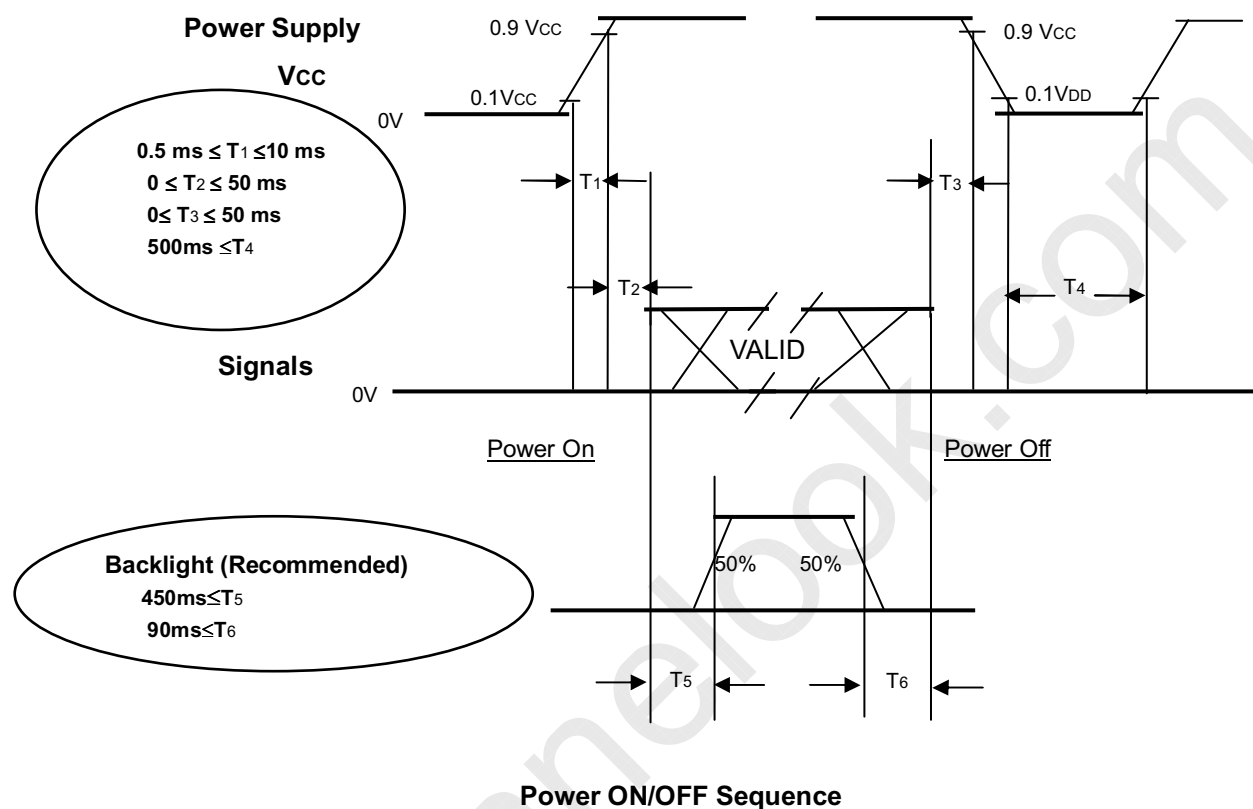 Power Supply
VCC
0.9 VCC
0.1VCC
0V
0.9 VCC
0.1VDD
0.5 ms ≤ T1 ≤10 ms
0 ≤ T2 ≤ 50 ms
0≤ T3 ≤ 50 ms
500ms ≤T4
T1
T2
T3
T4
VALID
Signals
0V
Power On
Power Off
Backlight (Recommended)
450ms≤T5
90ms≤T6
50%
50%
T5
T6
Power ON/OFF Sequence
nelook.com